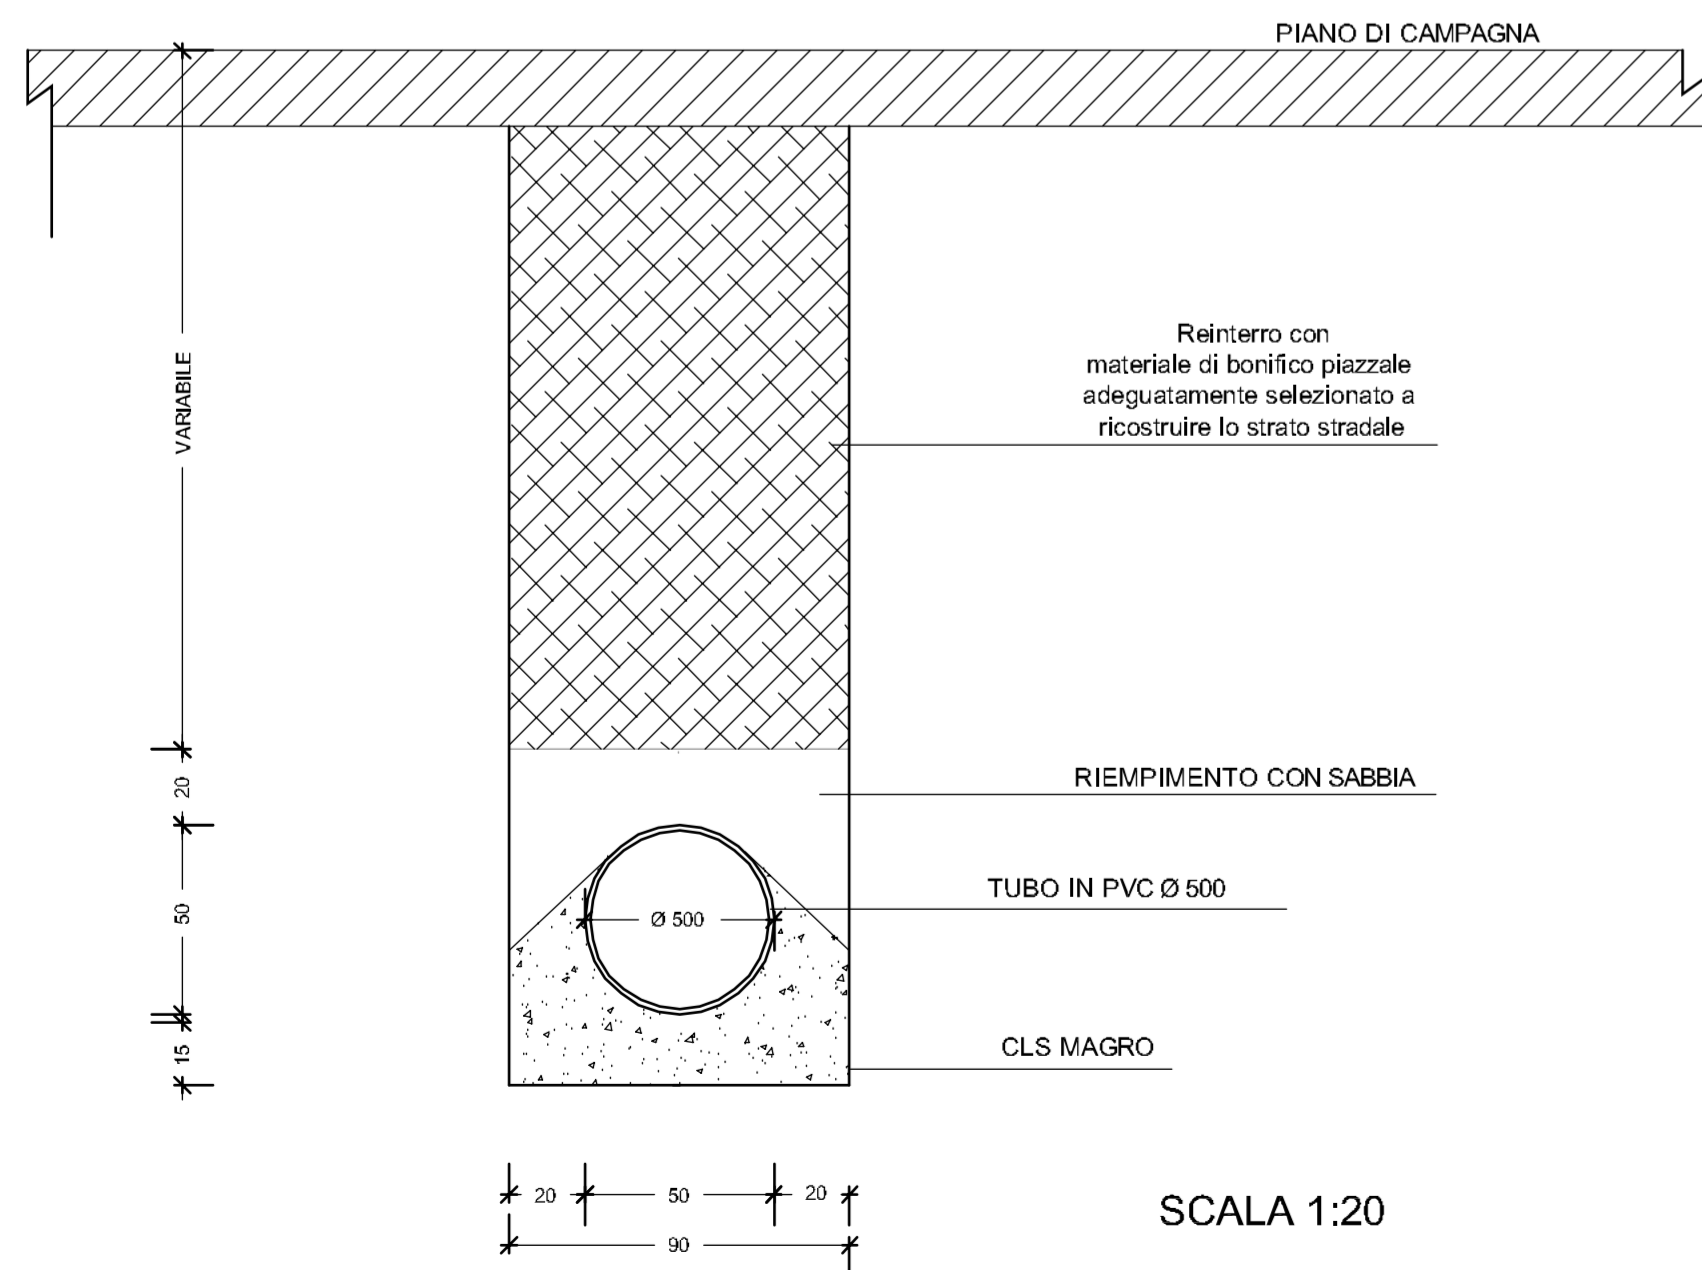 PIANO DI CAMPAGNA
VARIABILE
Reinterro con
materiale di bonifico piazzale
adeguatamente selezionato a
ricostruire lo strato stradale
20
RIEMPIMENTO CON SABBIA
50
TUBO IN PVC Ø 500
Ø 500
15
CLS MAGRO
20
50
20
90
SCALA 1:20